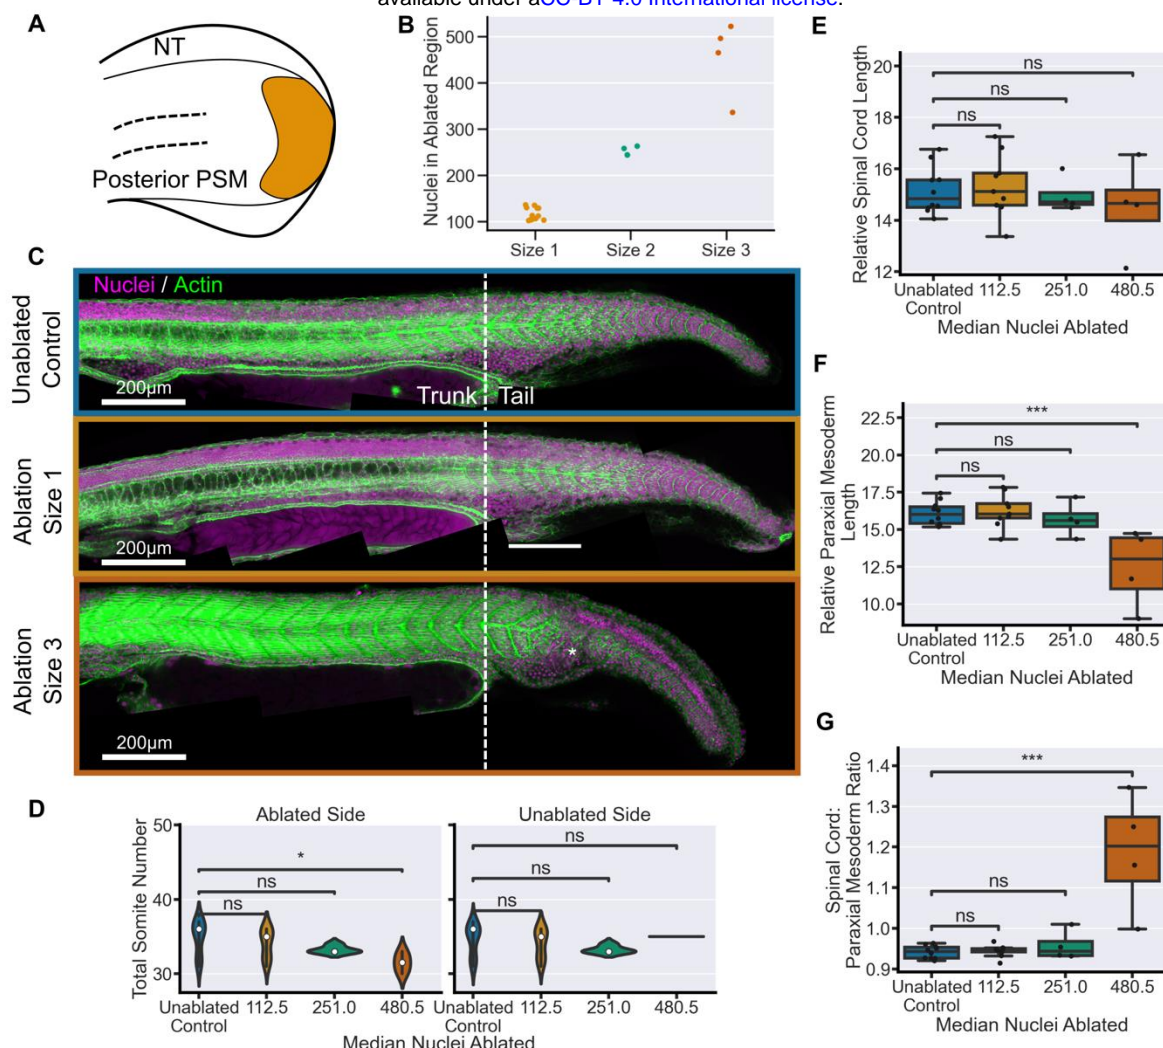 available under aCC-BY 4.0 International license.
A
NT
Posterior PSM
B
Nuclei in Ablated Region
500
400
300
200
100
Size 1
Size 2
Size 3
C
Nuclei / Actin
Unablated
Control
200µm
Trunk
Tail
Ablation
Size 1
200µm
Ablation
Size 3
*
200µm
D
Total Somite Number
50
40
30
Ablated Side
*
ns
ns
Unablated
Control
112.5
251.0
480.5
Unablated Side
ns
ns
ns
Unablated
Control
112.5
251.0
480.5
Median Nuclei Ablated
E
Relative Spinal Cord Length
20
18
16
14
12
ns
ns
ns
Unablated
Control
112.5
251.0
480.5
Median Nuclei Ablated
F
Relative Paraxial Mesoderm
Length
22.5
20.0
17.5
15.0
12.5
10.0
***
ns
ns
Unablated
Control
112.5
251.0
480.5
Median Nuclei Ablated
G
Spinal Cord:
Paraxial Mesoderm Ratio
1.4
1.3
1.2
1.1
1.0
0.9
***
ns
ns
Unablated
Control
112.5
251.0
480.5
Median Nuclei Ablated